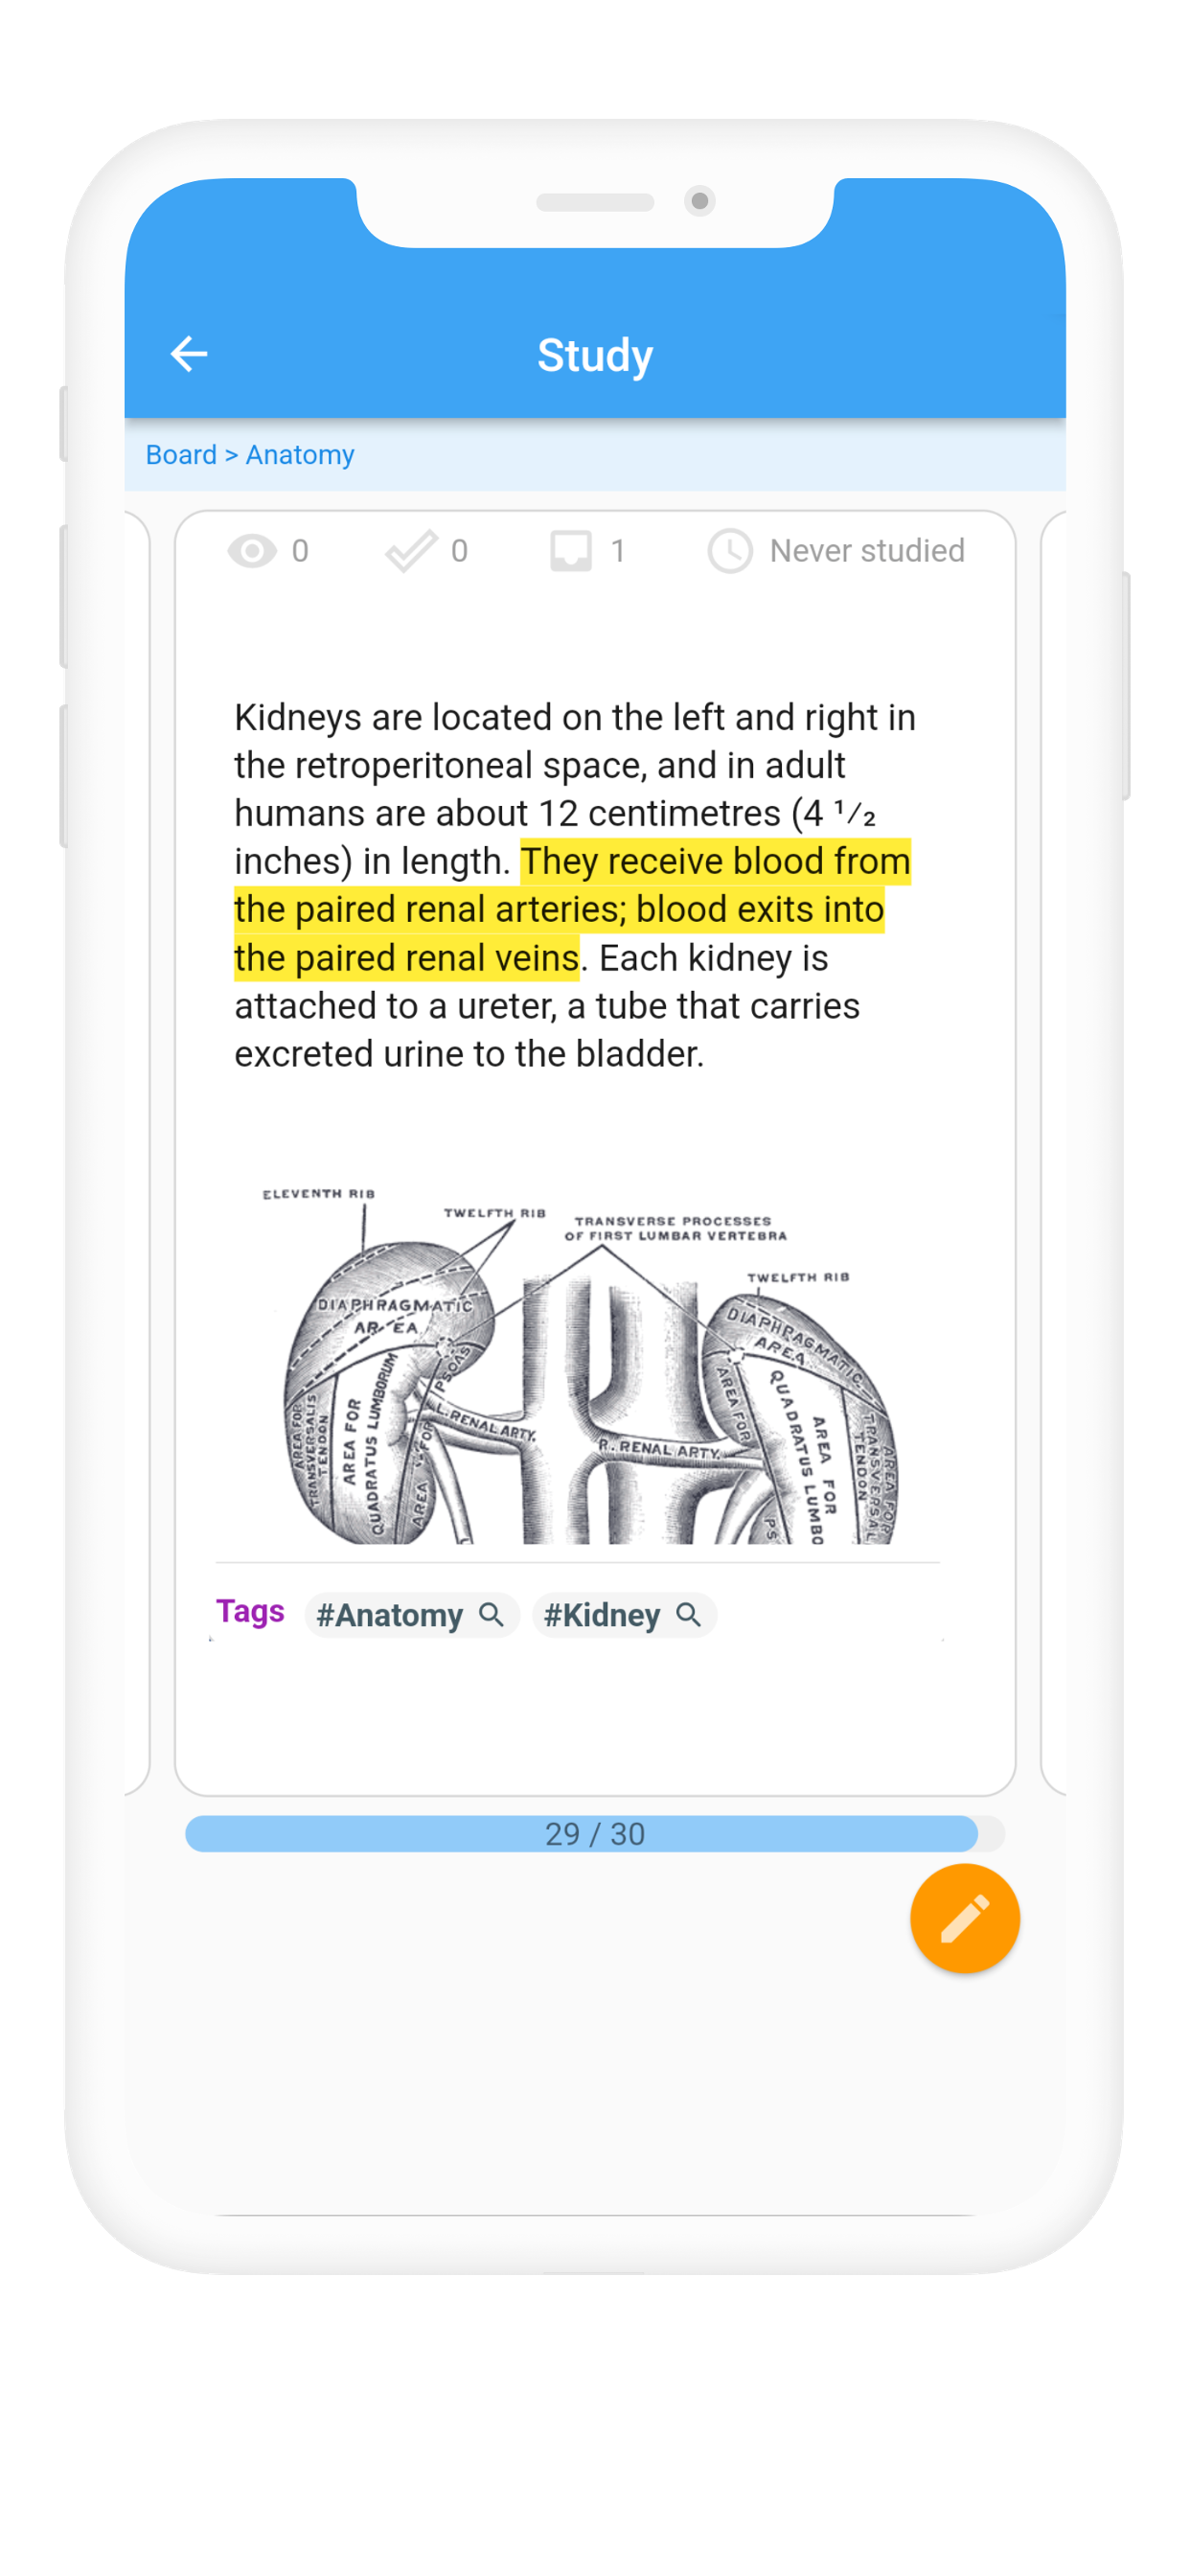 Study
Board > Anatomy
0
0
1
Never studied
Kidneys are located on the left and right in
the retroperitoneal space, and in adult
humans are about 12 centimetres (4 ¹/₂
inches) in length. They receive blood from
the paired renal arteries; blood exits into
the paired renal veins. Each kidney is
attached to a ureter, a tube that carries
excreted urine to the bladder.
ELEVENTH RIB
TWELFTH RIB
TRANSVERSE PROCESSES
OF FIRST LUMBAR VERTEBRA
TWELFTH RIB
DIAPHRAGMATIC
AREA
DIAPHRAGMATIC
AREA
PSOAS
AREA FOR
TRANSVERSALIS
TENDON
AREA FOR
QUADRATUS LUMBORUM
AREA FOR
L. RENAL ARTY.
R. RENAL ARTY.
AREA FOR
PS
QUADRATUS LUMBO
AREA FOR
TENDON
TRANSVERSAL
AREA FOR
Tags
#Anatomy
#Kidney
29 / 30